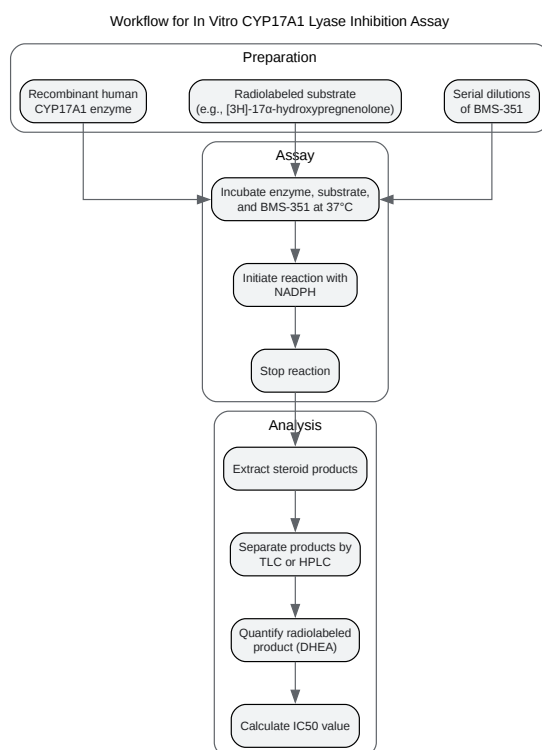 Workflow for In Vitro CYP17A1 Lyase Inhibition Assay
Preparation
Recombinant human
CYP17A1 enzyme
Radiolabeled substrate
(e.g., [3H]-17α-hydroxypregnenolone)
Serial dilutions
of BMS-351
Assay
Incubate enzyme, substrate,
and BMS-351 at 37°C
Initiate reaction with
NADPH
Stop reaction
Analysis
Extract steroid products
Separate products by
TLC or HPLC
Quantify radiolabeled
product (DHEA)
Calculate IC50 value